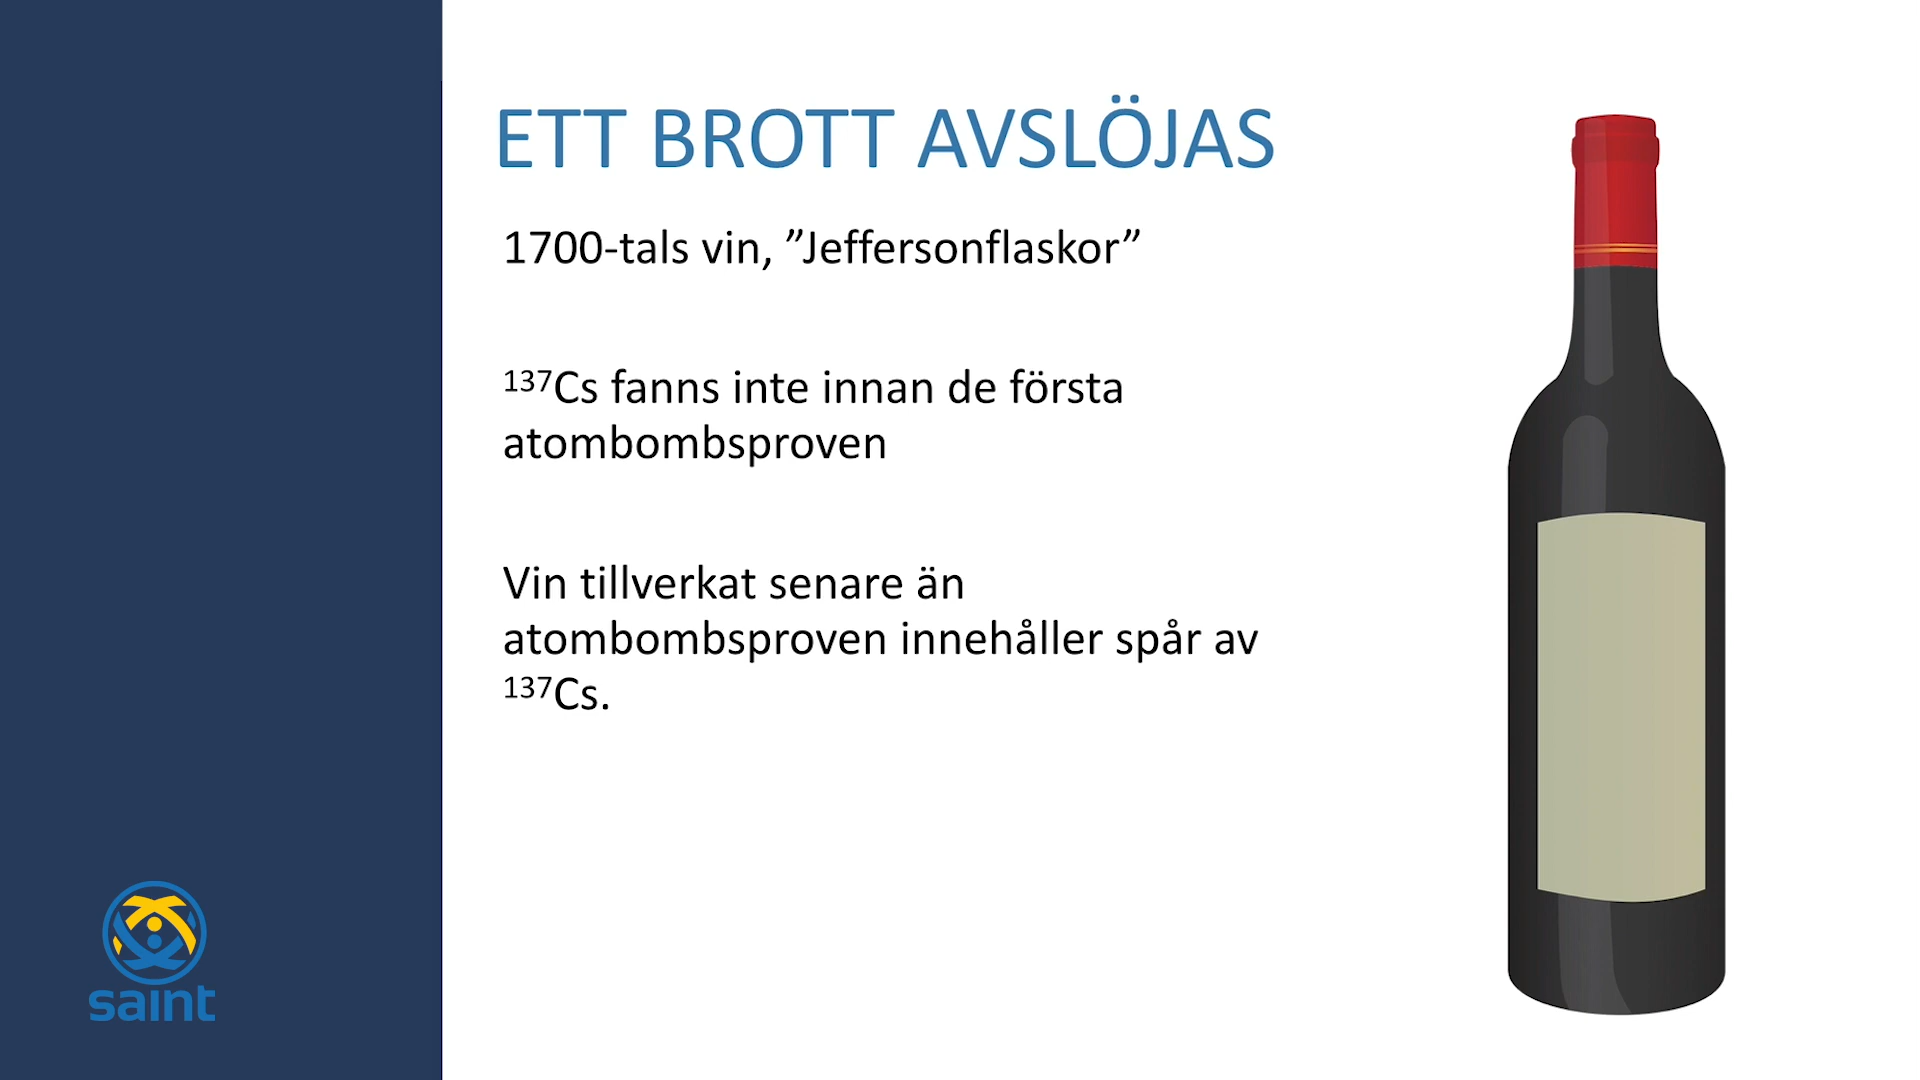 ETT BROTT AVSLÖJAS
1700-tals vin, ”Jeffersonflaskor”
¹³⁷Cs fanns inte innan de första
atombombsproven
Vin tillverkat senare än
atombombsproven innehåller spår av
¹³⁷Cs.
saint